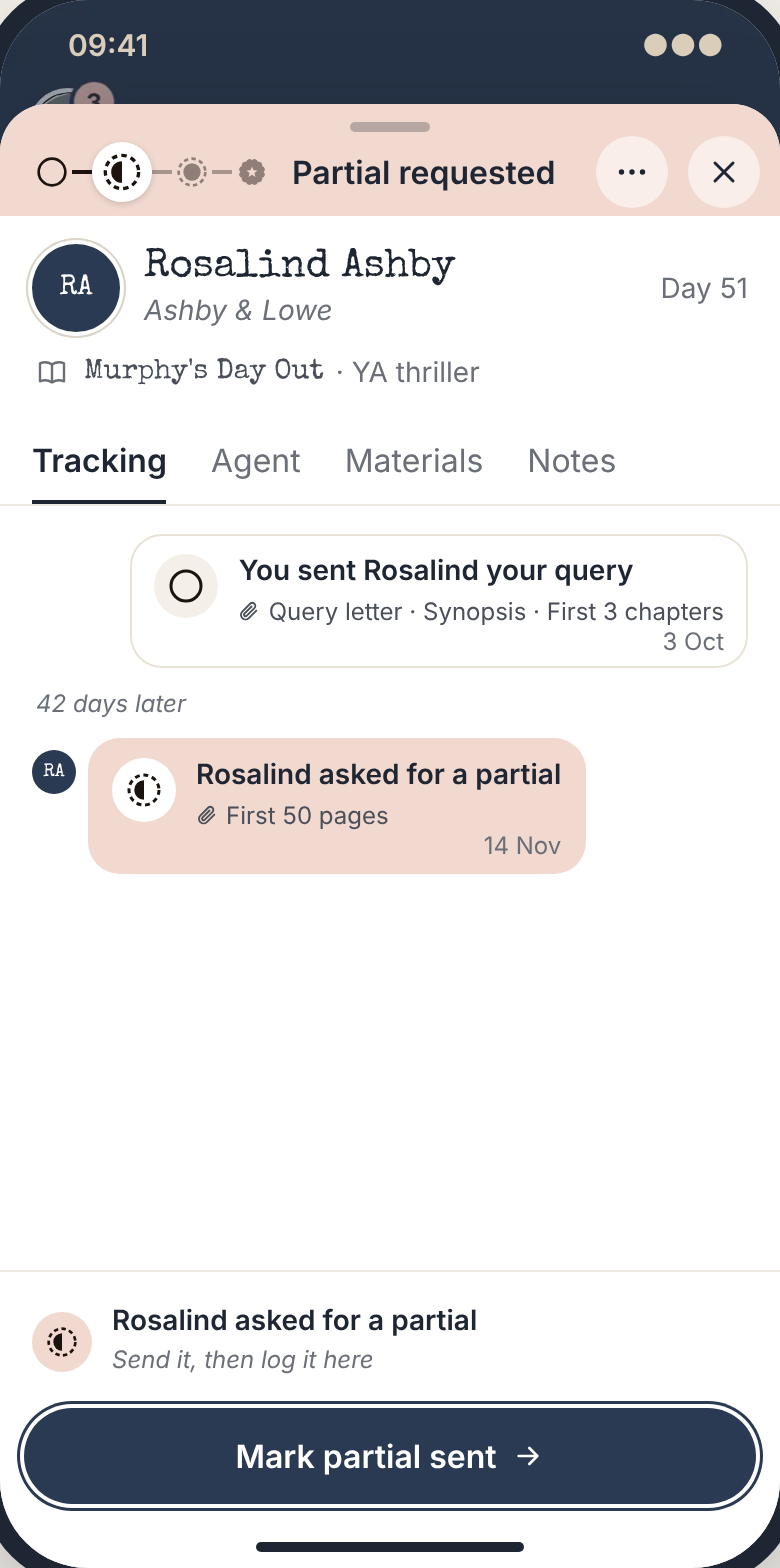 09:41
3
Partial requested
RA
Rosalind Ashby
Ashby & Lowe
Day 51
Murphy's Day Out · YA thriller
Tracking Agent Materials Notes
You sent Rosalind your query
Query letter · Synopsis · First 3 chapters
3 Oct
42 days later
RA
Rosalind asked for a partial
First 50 pages
14 Nov
Rosalind asked for a partial
Send it, then log it here
Mark partial sent →